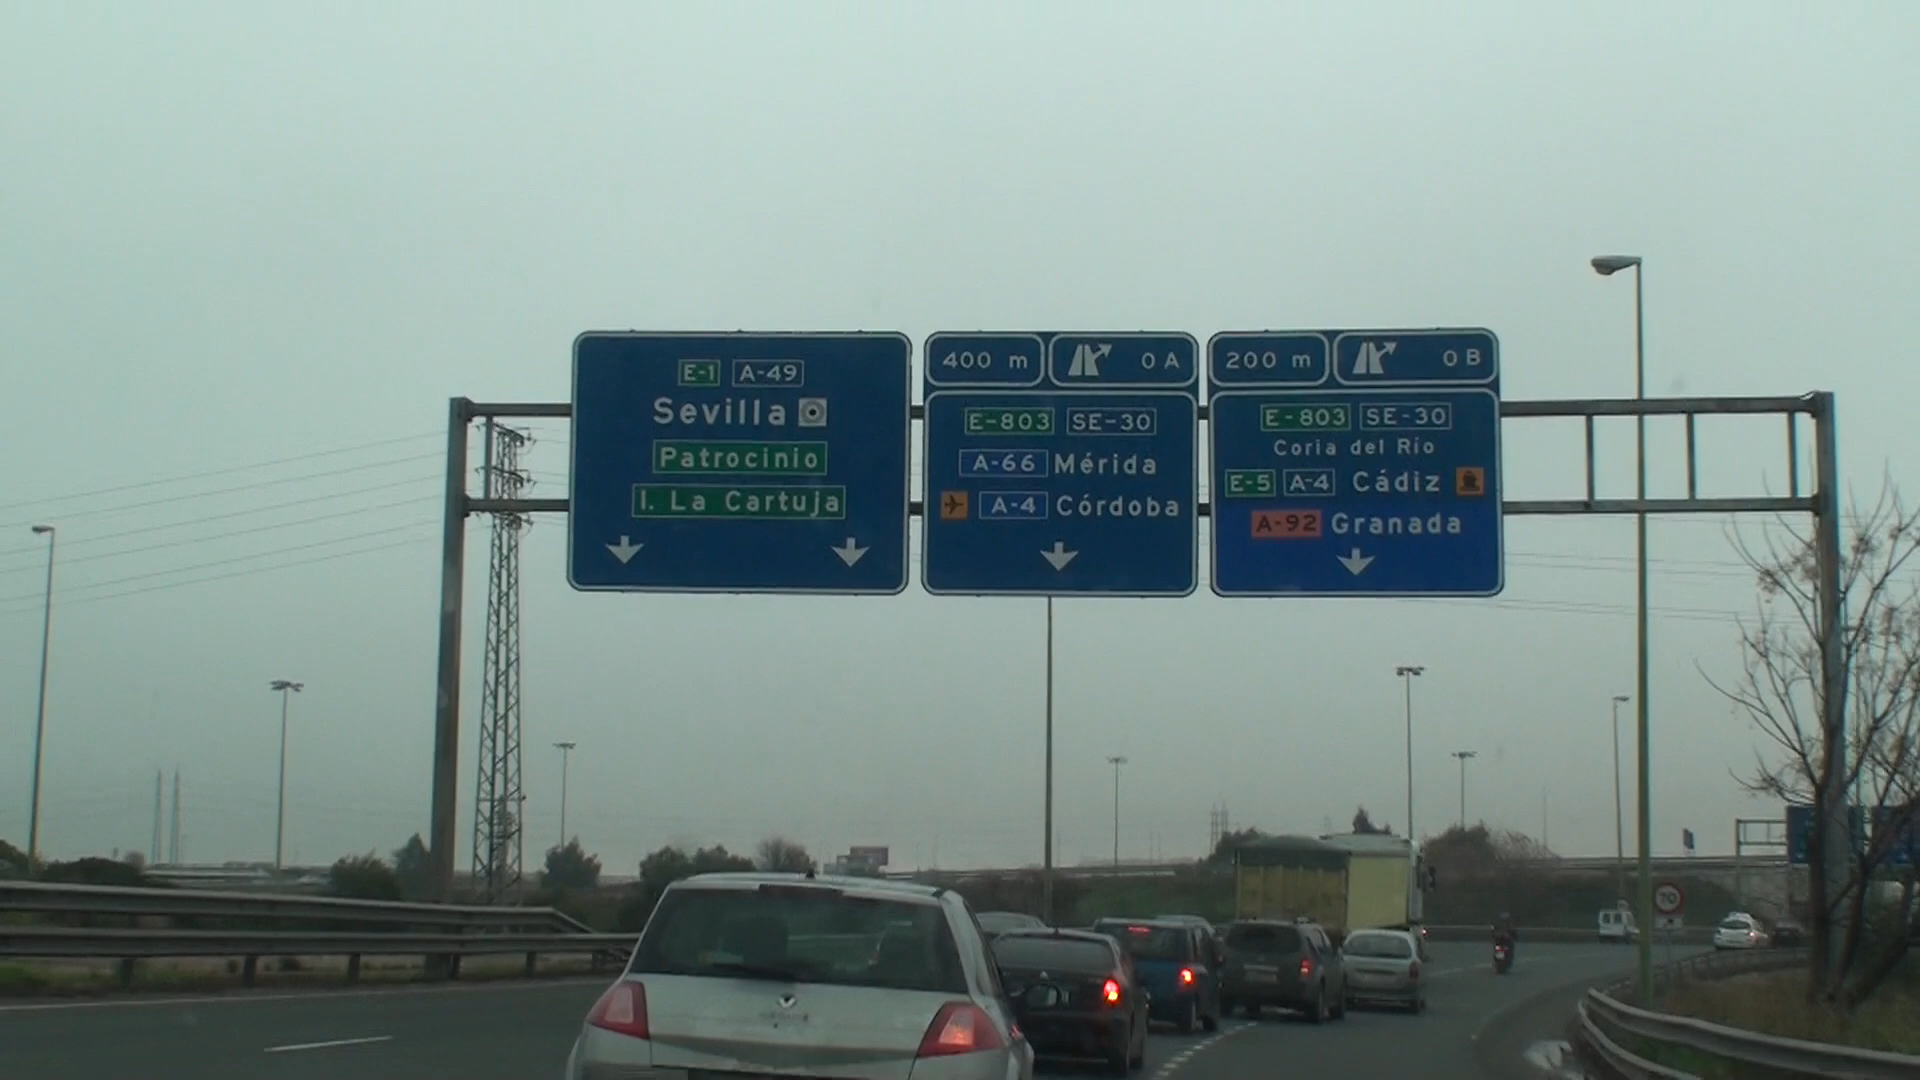 E-1 A-49
Sevilla
Patrocinio
I. La Cartuja
400 m 0 A
E-803 SE-30
A-66 Mérida
A-4 Córdoba
200 m 0 B
E-803 SE-30
Coria del Río
E-5 A-4 Cádiz
A-92 Granada
70